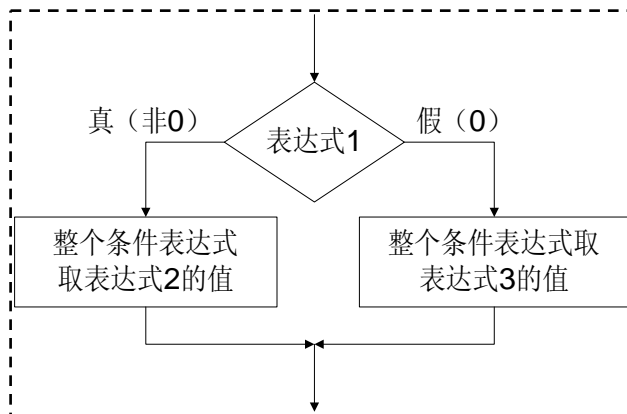 真（非0）
假（0）
表达式1
整个条件表达式
取表达式2的值
整个条件表达式取
表达式3的值